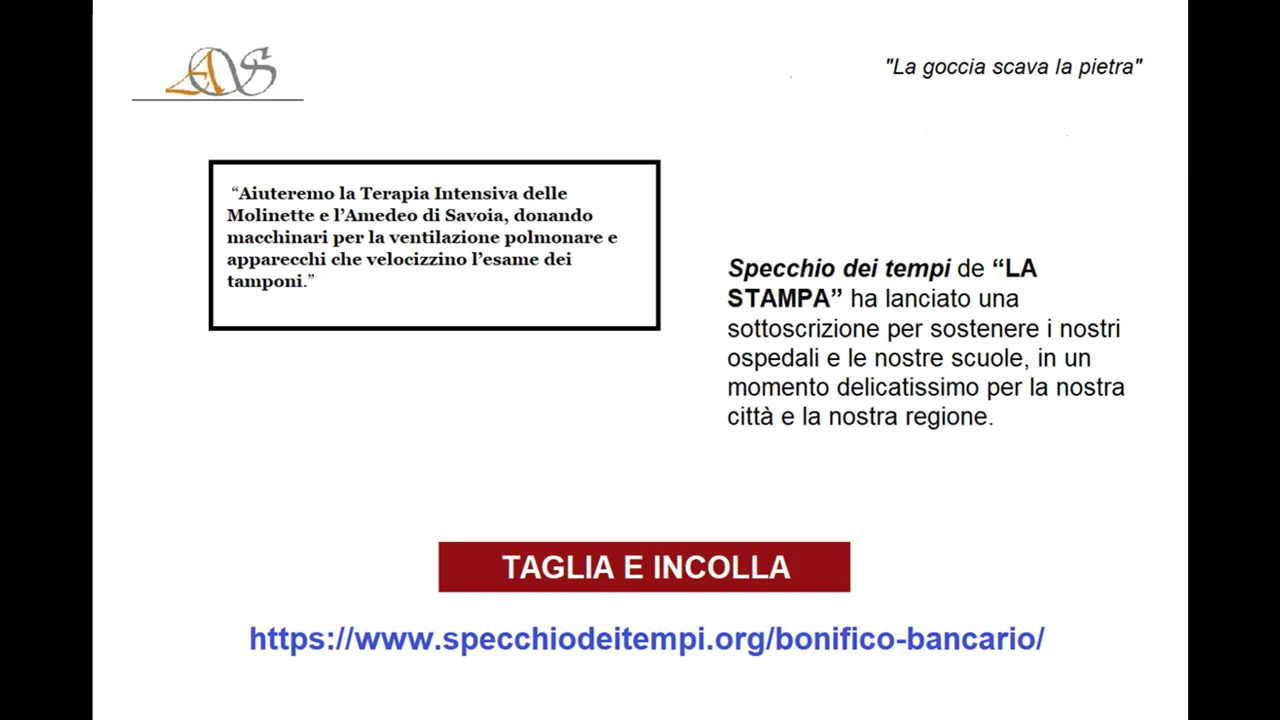 "La goccia scava la pietra"
“Aiuteremo la Terapia Intensiva delle
Molinette e l’Amedeo di Savoia, donando
macchinari per la ventilazione polmonare e
apparecchi che velocizzino l’esame dei
tamponi.”
Specchio dei tempi de “LA
STAMPA” ha lanciato una
sottoscrizione per sostenere i nostri
ospedali e le nostre scuole, in un
momento delicatissimo per la nostra
città e la nostra regione.
TAGLIA E INCOLLA
https://www.specchiodeitempi.org/bonifico-bancario/